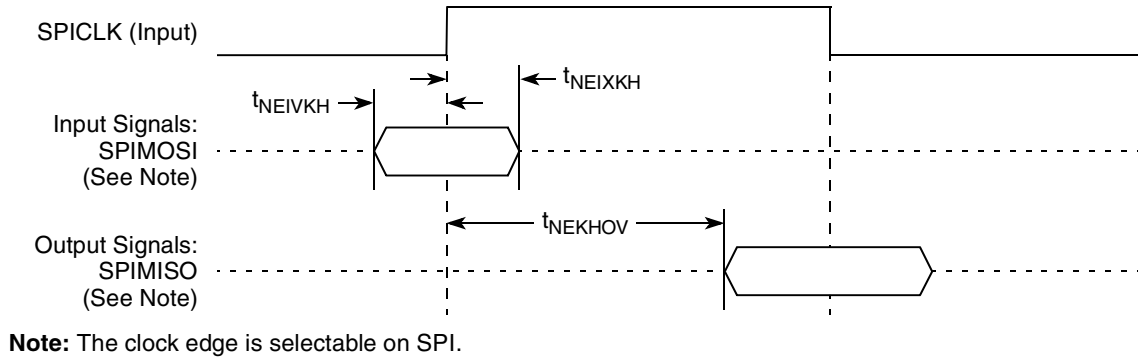 SPICLK (Input)
tNEIXKH
tNEIVKH
Input Signals:
SPIMOSI
(See Note)
tNEKHOV
Output Signals:
SPIMISO
(See Note)
Note: The clock edge is selectable on SPI.